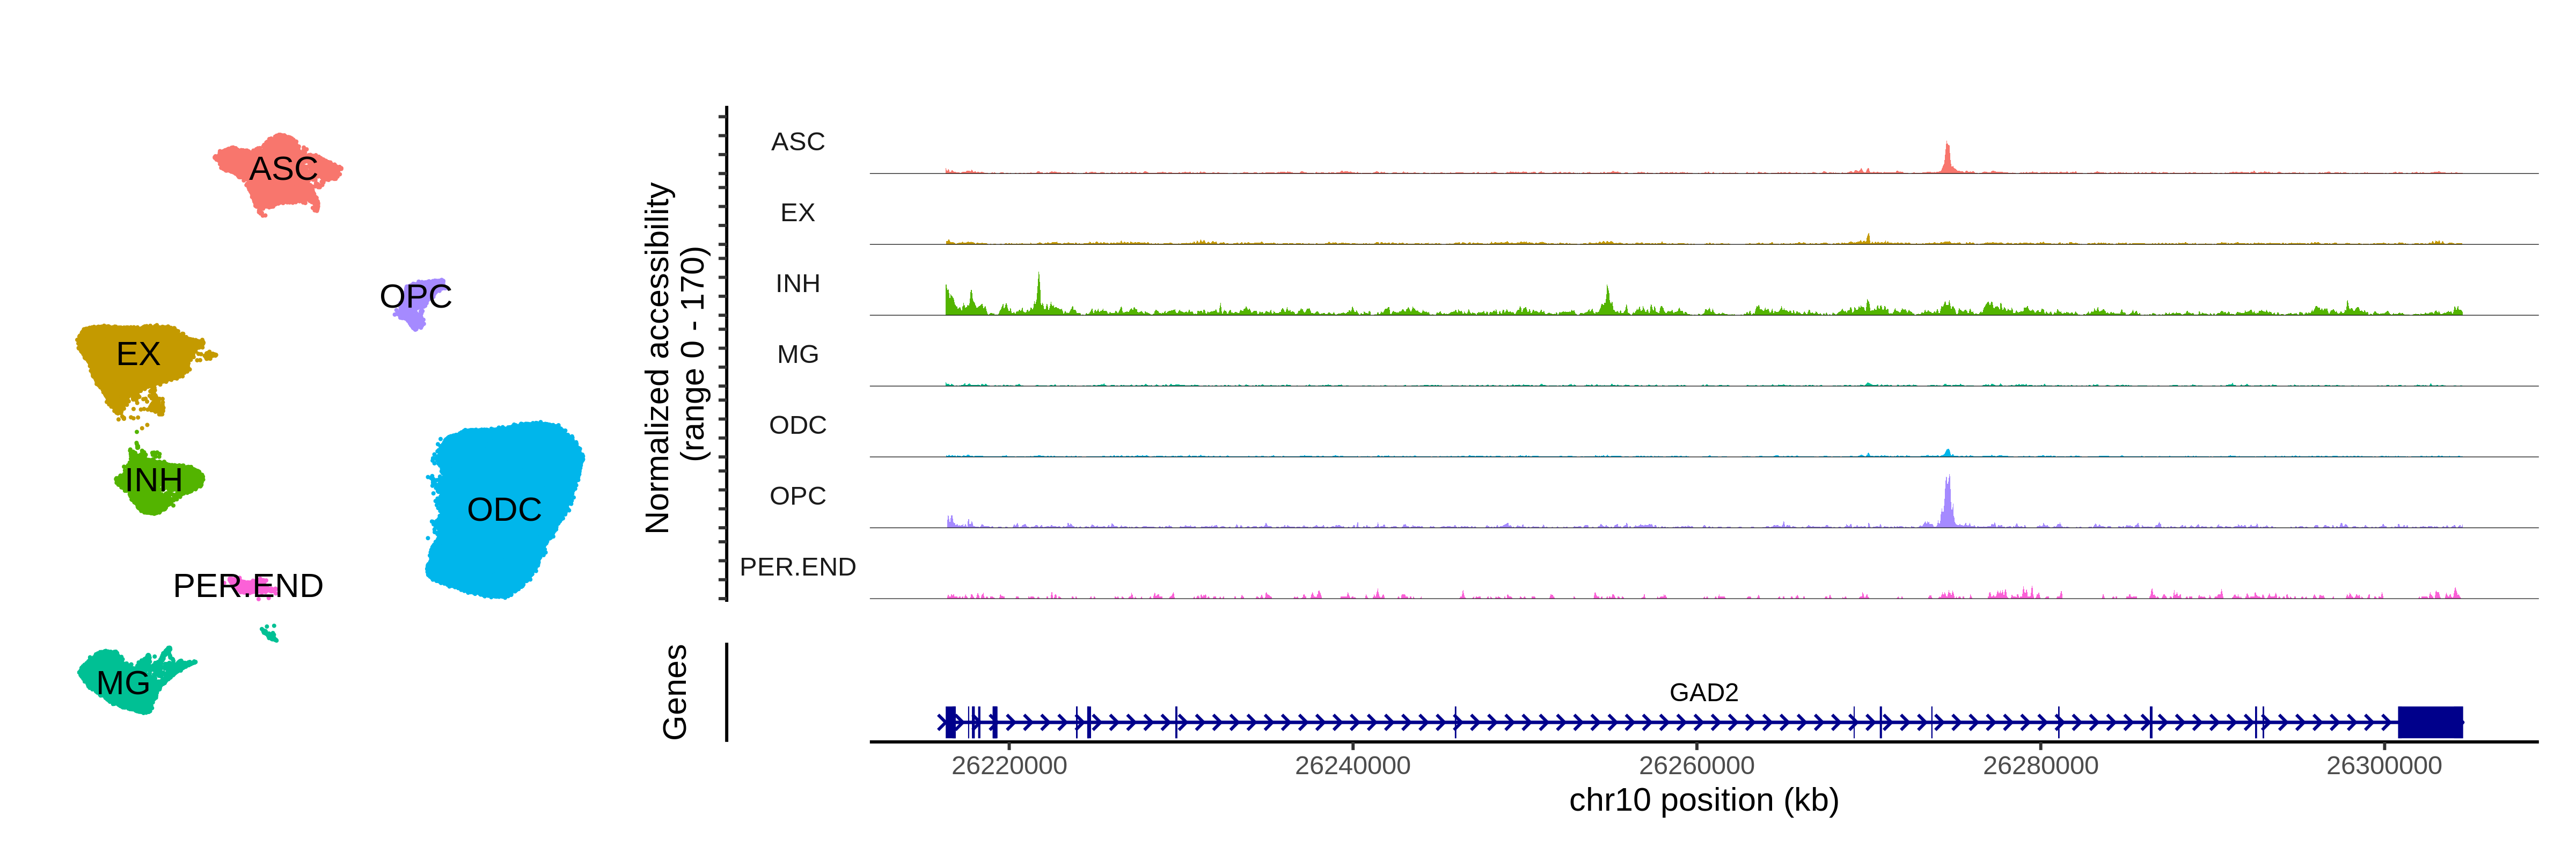 ASC
OPC
EX
INH
ODC
PER.END
MG
Normalized accessibility
(range 0 - 170)
ASC
EX
INH
MG
ODC
OPC
PER.END
Genes
GAD2
26220000 26240000 26260000 26280000 26300000
chr10 position (kb)